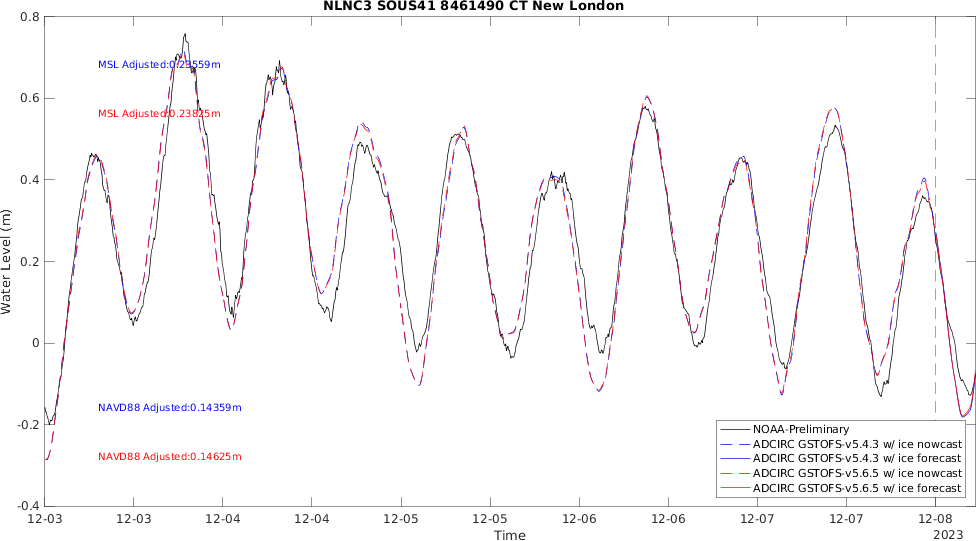 NLNC3 SOUS41 8461490 CT New London
0.8
MSL Adjusted:0.23559m
0.6
MSL Adjusted:0.23825m
0.4
Water Level (m)
0.2
0
-0.2
NAVD88 Adjusted:0.14359m
NAVD88 Adjusted:0.14625m
-0.4
NOAA-Preliminary
ADCIRC GSTOFS-v5.4.3 w/ ice nowcast
ADCIRC GSTOFS-v5.4.3 w/ ice forecast
ADCIRC GSTOFS-v5.6.5 w/ ice nowcast
ADCIRC GSTOFS-v5.6.5 w/ ice forecast
12-03 12-03 12-04 12-04 12-05 12-05 12-06 12-06 12-07 12-07 12-08
Time
2023